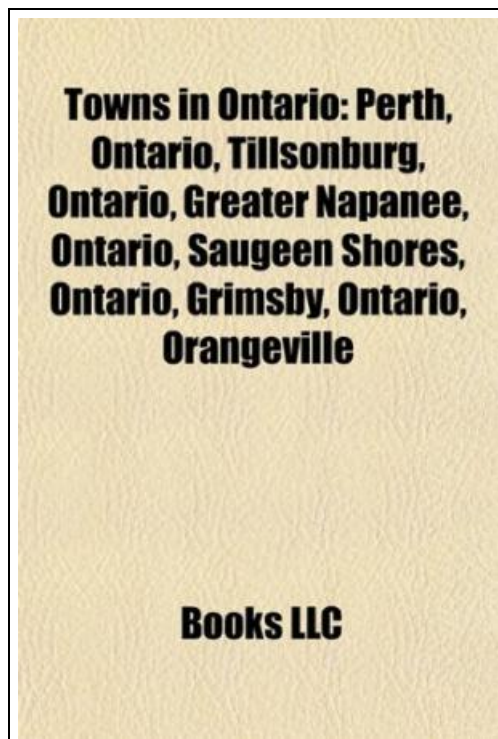 Towns in Ontario: Perth,
Ontario, Tillsonburg,
Ontario, Greater Napanee,
Ontario, Saugeen Shores,
Ontario, Grimsby, Ontario,
Orangeville
Books LLC